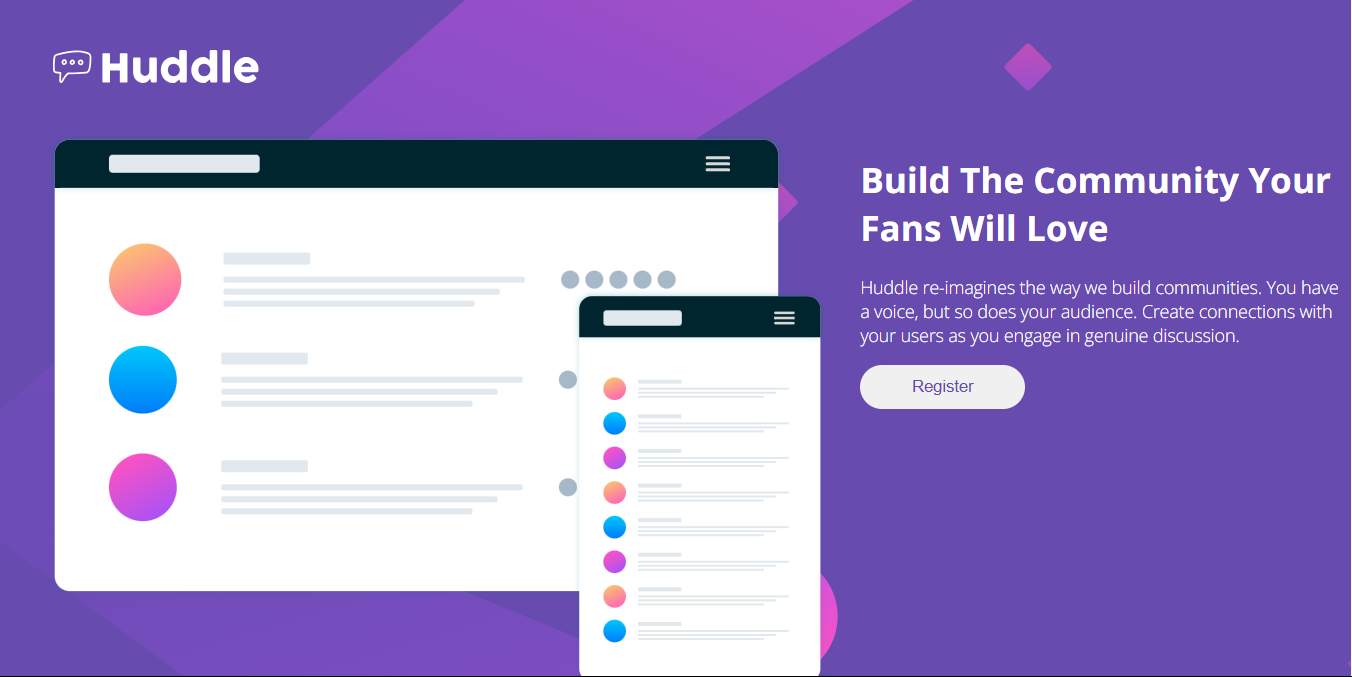 Huddle
Build The Community Your
Fans Will Love
Huddle re-imagines the way we build communities. You have
a voice, but so does your audience. Create connections with
your users as you engage in genuine discussion.
Register